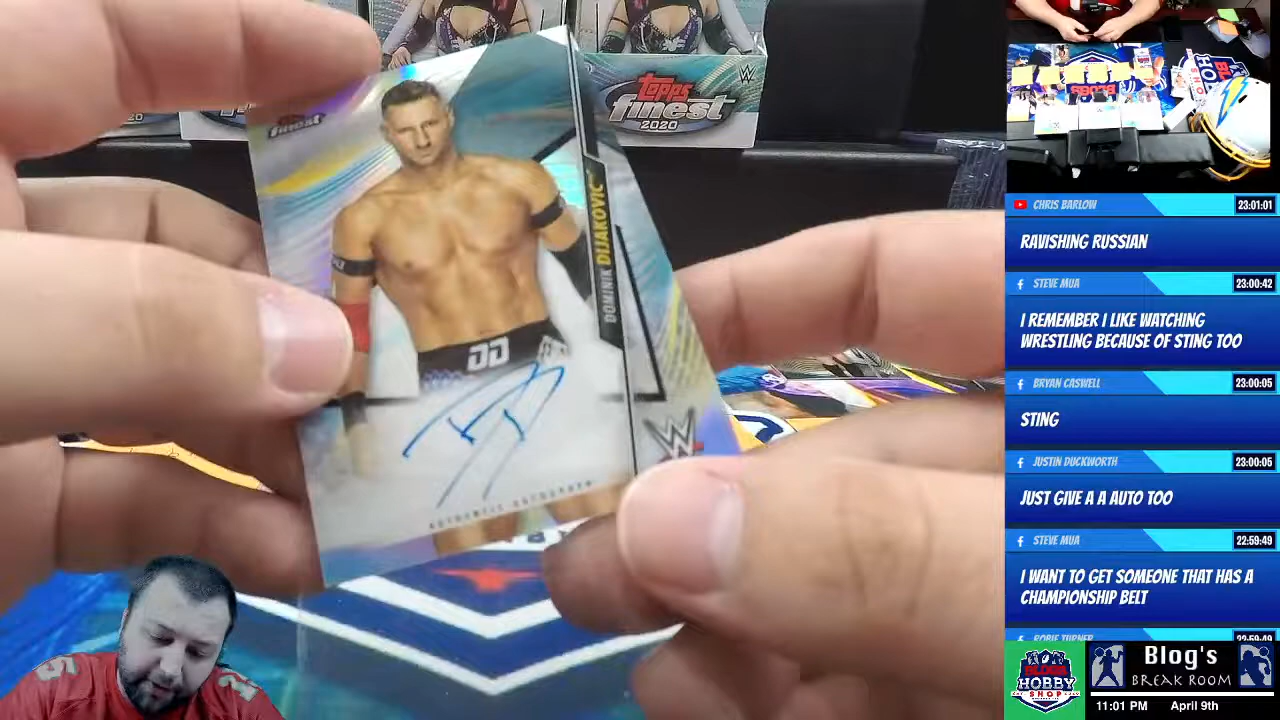 topps
finest
2020
W
finest
DOMINIK DIJAKOVIC
DD
AUTHENTIC AUTOGRAPH
CHRIS BARLOW
23:01:01
RAVISHING RUSSIAN
STEVE MUA
23:00:42
I REMEMBER I LIKE WATCHING
WRESTLING BECAUSE OF STING TOO
BRYAN CASWELL
23:00:05
STING
JUSTIN DUCKWORTH
23:00:05
JUST GIVE A A AUTO TOO
STEVE MUA
22:59:49
I WANT TO GET SOMEONE THAT HAS A
CHAMPIONSHIP BELT
22:59:49
HOBBY
SHOP
Blog's
BREAK ROOM
11:01 PM April 9th